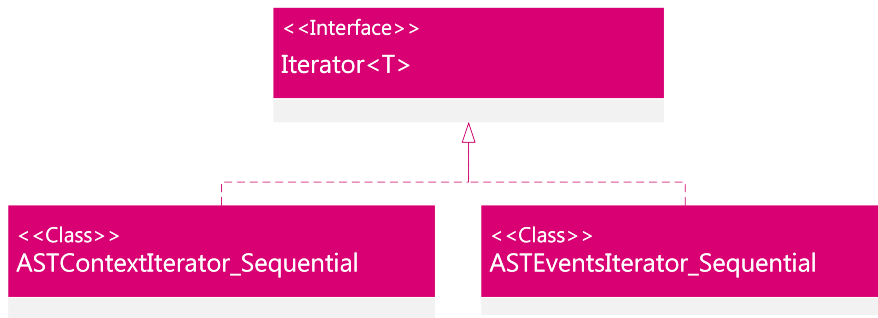 <<Interface>>
Iterator<T>
<<Class>>
ASTContextIterator_Sequential
<<Class>>
ASTEventsIterator_Sequential